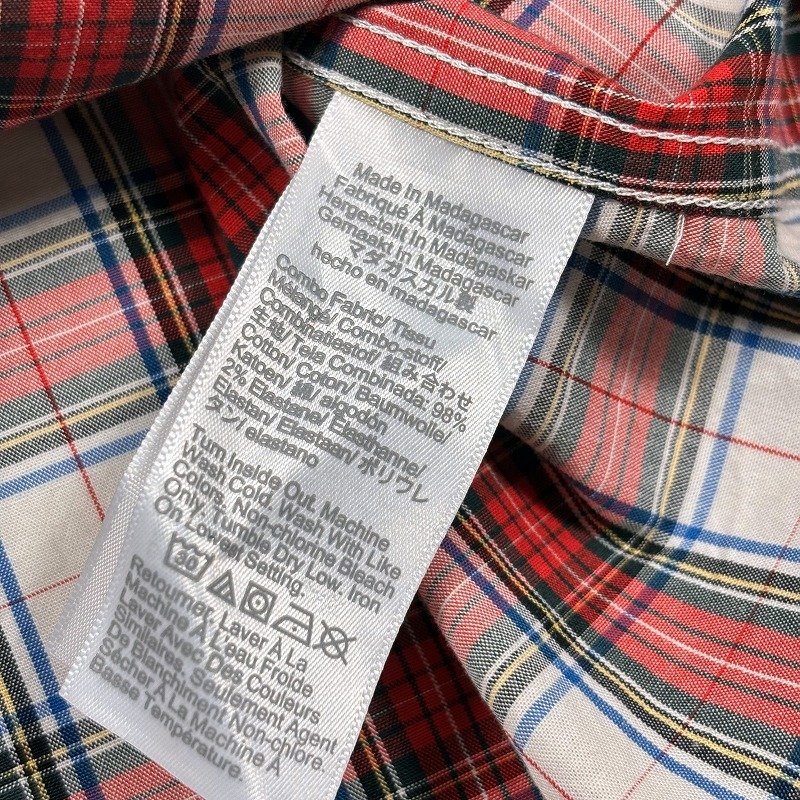 Made In Madagascar
Fabriqué À Madagascar
Hergestellt In Madagaskar
Gemaakt In Madagascar
マダガスカル製
hecho en madagascar
Combo Fabric/ Tissu
Mélangé/ Combo-stoff/
Combinatiestof/ 組み合わせ
生地/ Tela Combinada: 98%
Cotton/ Coton/ Baumwolle/
Katoen/ 綿/ algodón
2% Elastane/ Elasthanne/
Elastan/ Elastaan/ ポリウレ
タン/ elastano
Turn Inside Out. Machine
Wash Cold. Wash With Like
Colors. Non-chlorine Bleach
Only. Tumble Dry Low. Iron
On Lowest Setting.
30
Retourner. Laver À La
Machine À L'eau Froide
Laver Avec Des Couleurs
Similaires. Seulement Agent
De Blanchiment Non-chlore.
Sécher À La Machine À
Basse Température.